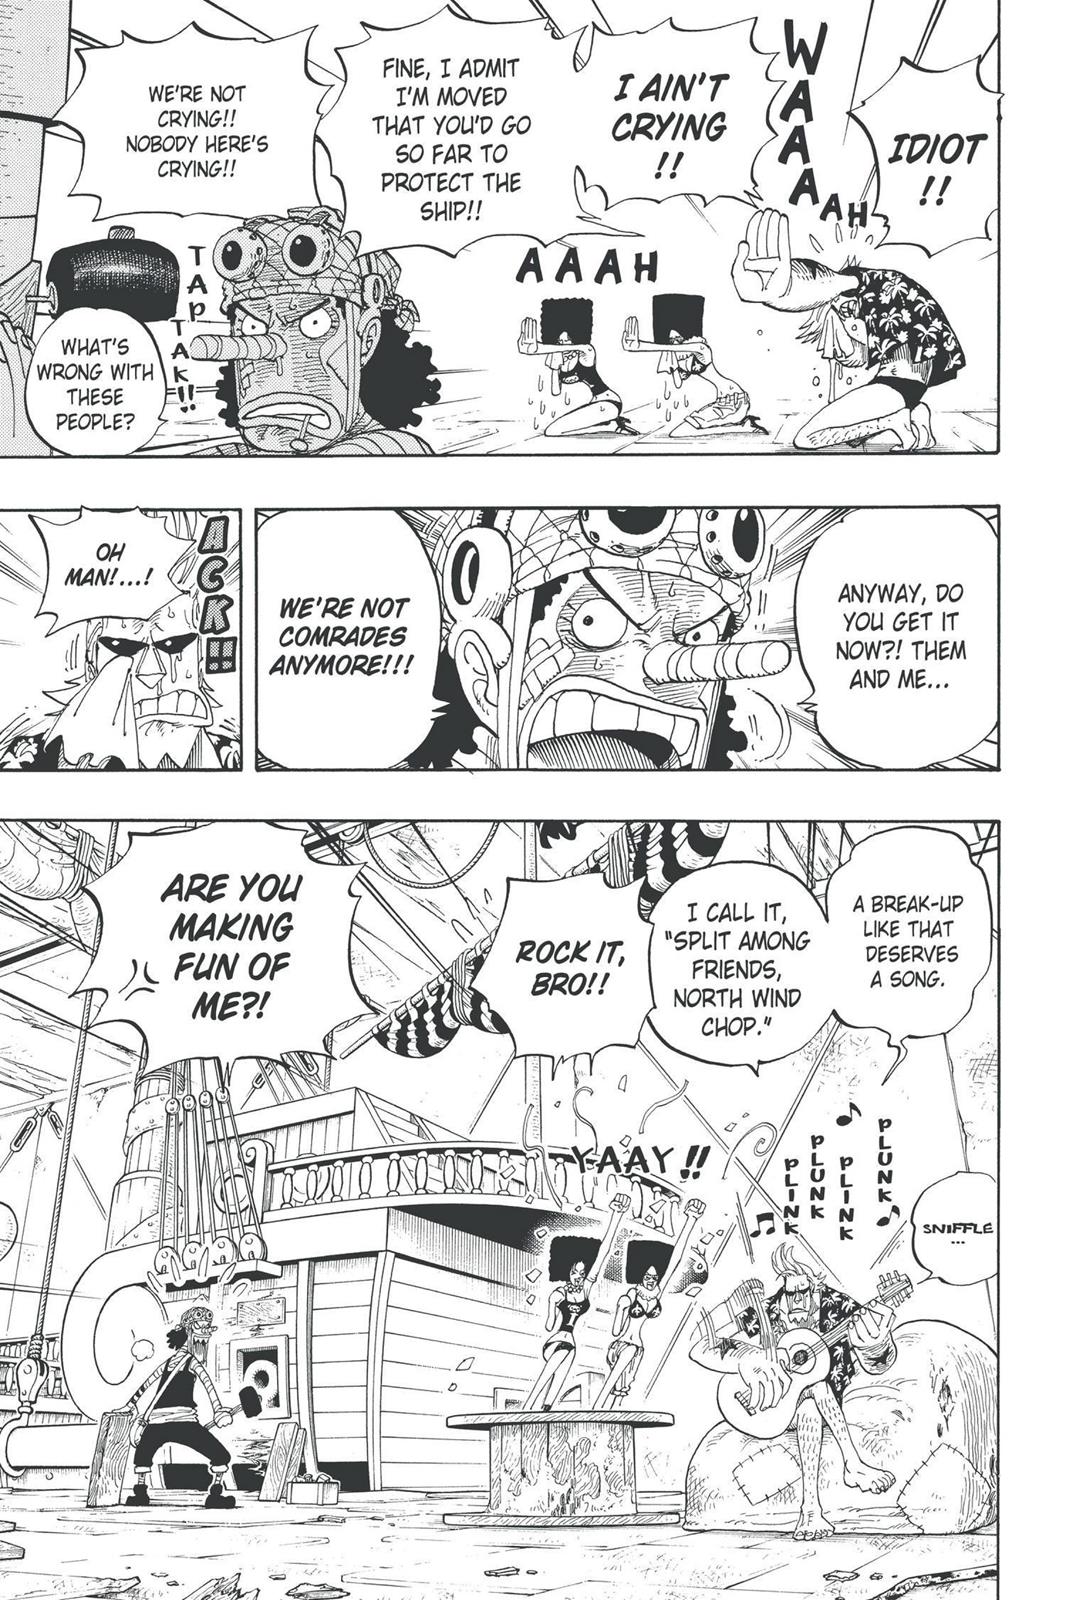 IDIOT
!!
WAAAAAH
I AIN'T
CRYING
!!
AAAH
FINE, I ADMIT
I'M MOVED
THAT YOU'D GO
SO FAR TO
PROTECT THE
SHIP!!
WE'RE NOT
CRYING!!
NOBODY HERE'S
CRYING!!
TAP
TAK!!
WHAT'S
WRONG WITH
THESE
PEOPLE?
ANYWAY, DO
YOU GET IT
NOW?! THEM
AND ME...
WE'RE NOT
COMRADES
ANYMORE!!!
ACK!!
OH
MAN!...!
A BREAK-UP
LIKE THAT
DESERVES
A SONG.
I CALL IT,
"SPLIT AMONG
FRIENDS,
NORTH WIND
CHOP."
ROCK IT,
BRO!!
ARE YOU
MAKING
FUN OF
ME?!
SNIFFLE
...
PLUNK
PLINK
PLUNK
PLINK
YAAY!!